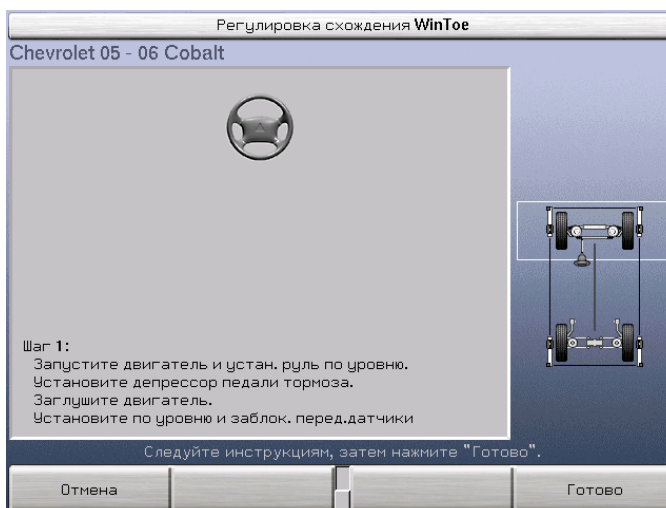 Регулировка схождения WinToe
Chevrolet 05 - 06 Cobalt
Шаг 1:
Запустите двигатель и устан. руль по уровню.
Установите депрессор педали тормоза.
Заглушите двигатель.
Установите по уровню и заблок. перед.датчики
Следуйте инструкциям, затем нажмите "Готово".
Отмена
Готово